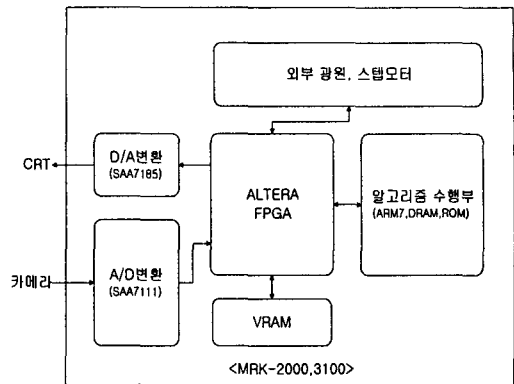 외부 광원, 스텝모터
CRT
D/A변환
(SAA7185)
ALTERA
FPGA
알고리즘 수행부
(ARM7,DRAM,ROM)
카메라
A/D변환
(SAA7111)
VRAM
<MRK-2000,3100>